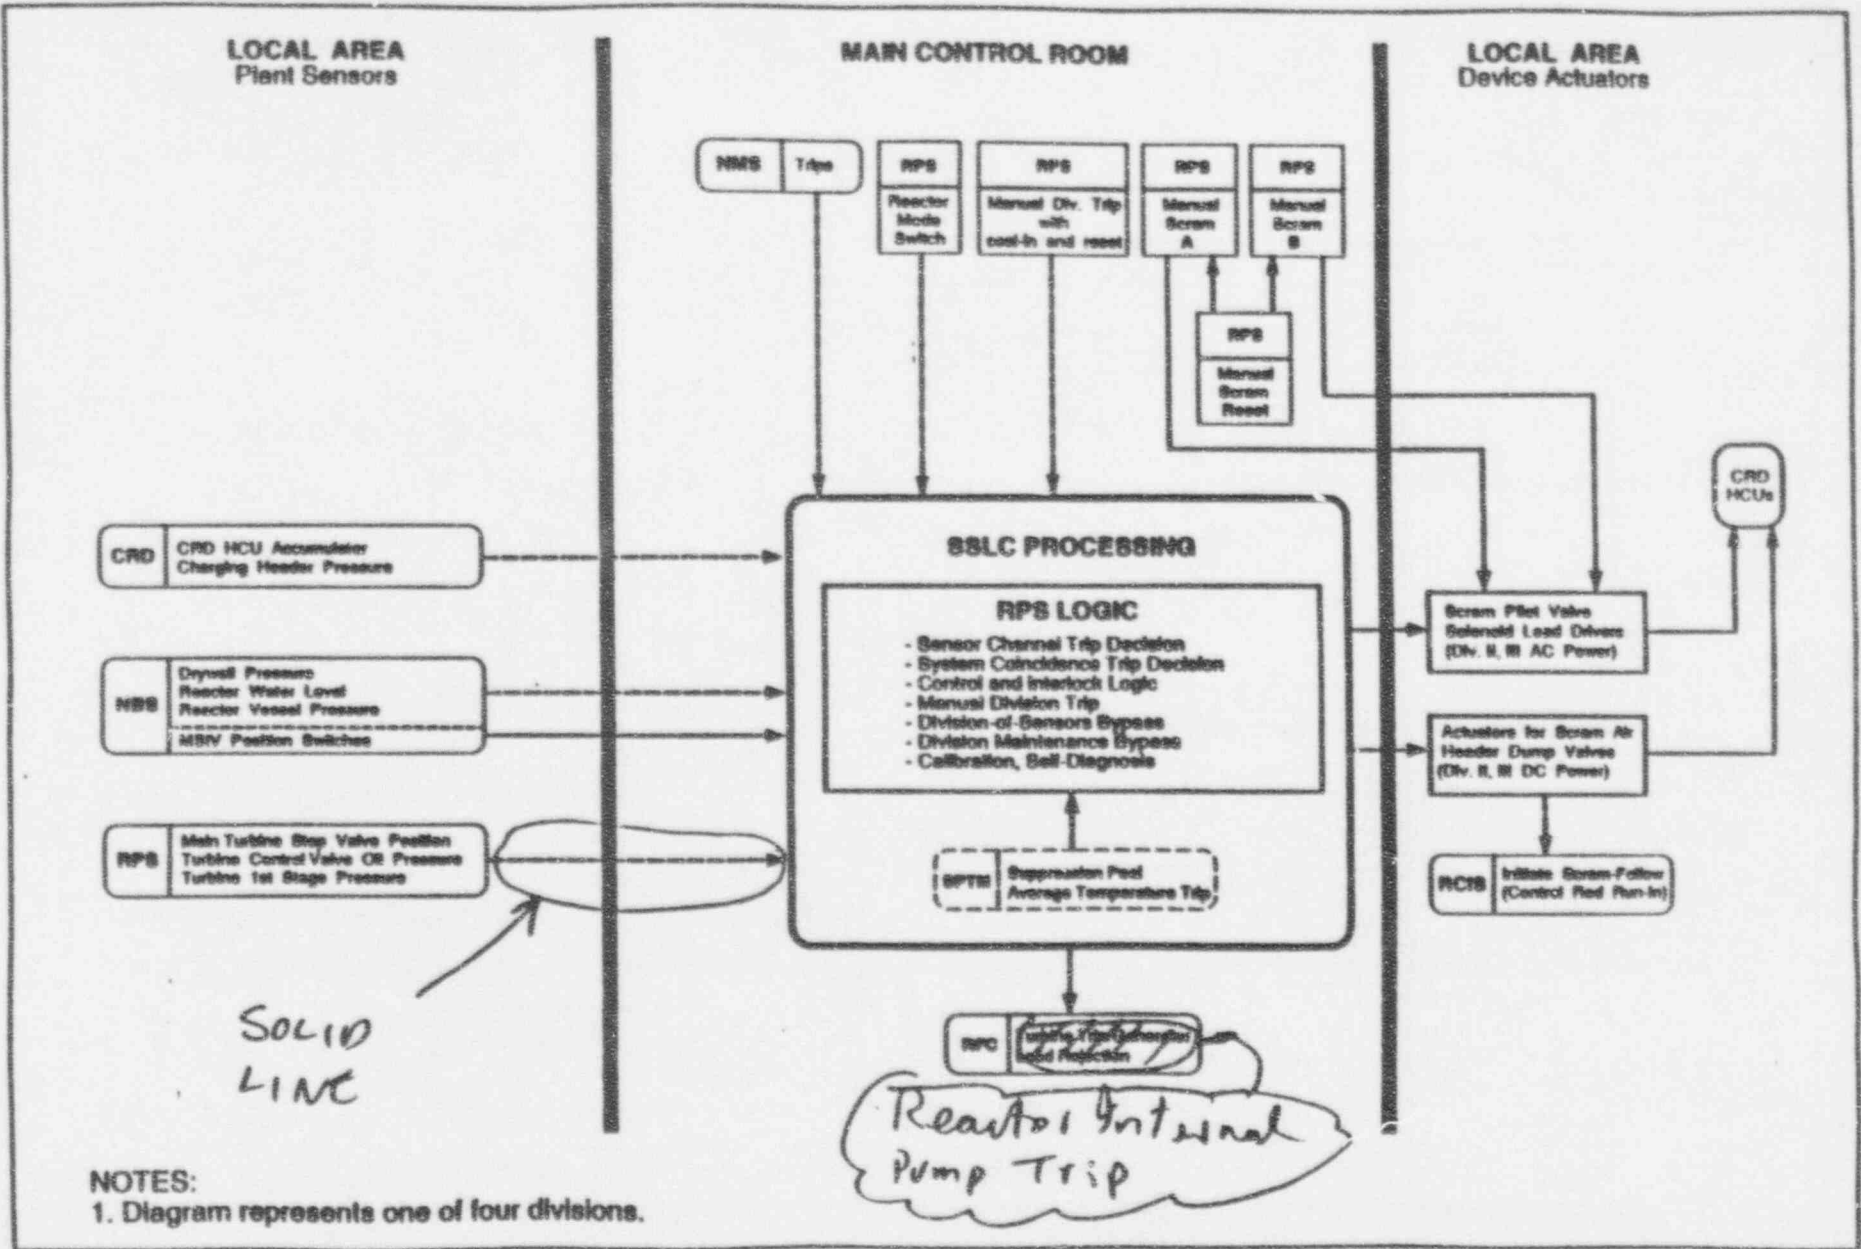 LOCAL AREA
Plant Sensors
MAIN CONTROL ROOM
LOCAL AREA
Device Actuators
NMS
Trips
RPS
Reactor
Mode
Switch
RPS
Manual Div. Trip
with
seal-in and reset
RPS
Manual
Scram
A
RPS
Manual
Scram
B
RPS
Manual
Scram
Reset
CRD
HCUs
CRD
CRD HCU Accumulator
Charging Header Pressure
NBS
Drywell Pressure
Reactor Water Level
Reactor Vessel Pressure
MSIV Position Switches
RPS
Main Turbine Stop Valve Position
Turbine Control Valve Oil Pressure
Turbine 1st Stage Pressure
SSLC PROCESSING
RPS LOGIC
- Sensor Channel Trip Decision
- System Coincidence Trip Decision
- Control and Interlock Logic
- Manual Division Trip
- Division-of-Sensors Bypass
- Division Maintenance Bypass
- Calibration, Self-Diagnosis
SPTM
Suppression Pool
Average Temperature Trip
Scram Pilot Valve
Solenoid Load Drivers
(Div. II, III AC Power)
Actuators for Scram Air
Header Dump Valves
(Div. II, III DC Power)
RCIS
Initiate Scram-Follow
(Control Rod Run-In)
RFC
Load Rejection
SOLID
LINE
Reactor Internal
Pump Trip
NOTES:
1. Diagram represents one of four divisions.